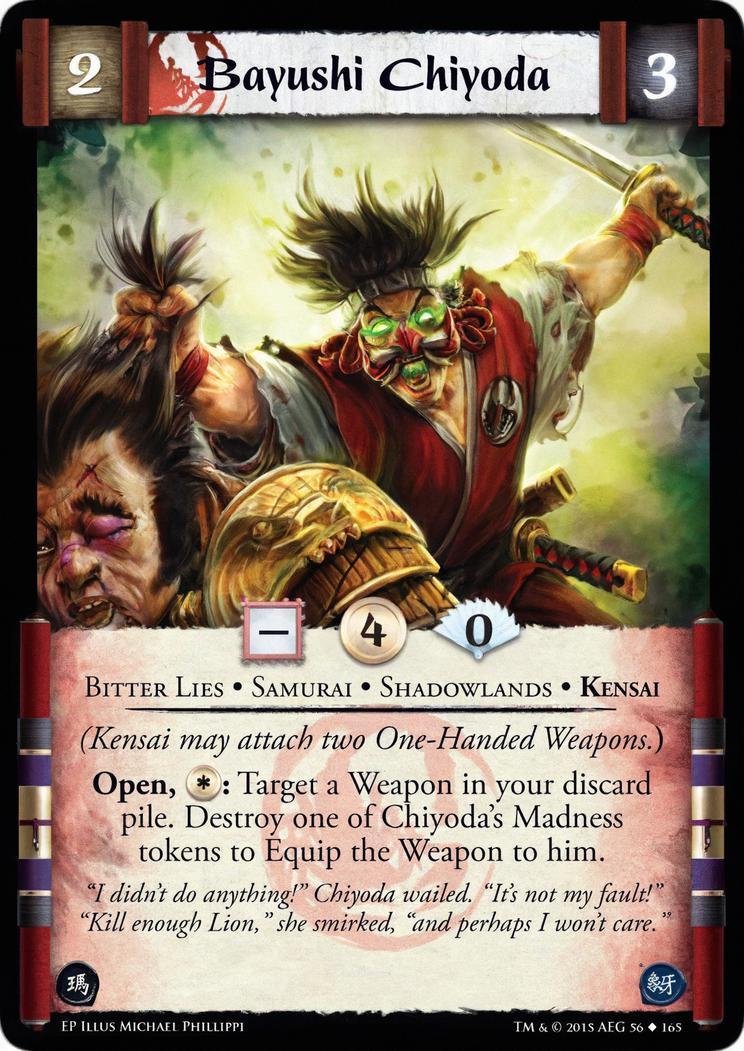 2 Bayushi Chiyoda 3
– 4 0
Bitter Lies • Samurai • Shadowlands • Kensai
(Kensai may attach two One-Handed Weapons.)
Open, *: Target a Weapon in your discard
pile. Destroy one of Chiyoda's Madness
tokens to Equip the Weapon to him.
"I didn't do anything!" Chiyoda wailed. "It's not my fault!"
"Kill enough Lion," she smirked, "and perhaps I won't care."
EP Illus Michael Phillippi
TM & © 2015 AEG 56 ◆ 165